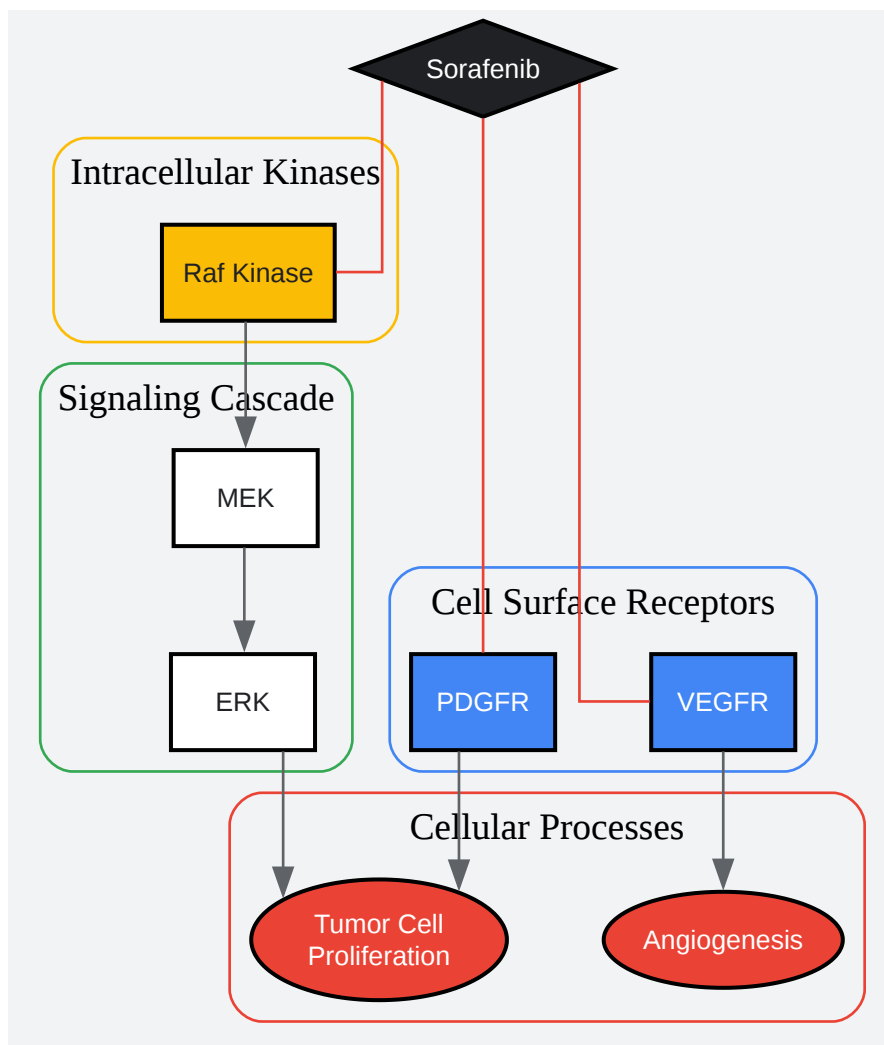 Sorafenib
Intracellular Kinases
Raf Kinase
Signaling Cascade
MEK
ERK
Cell Surface Receptors
PDGFR
VEGFR
Cellular Processes
Tumor Cell
Proliferation
Angiogenesis